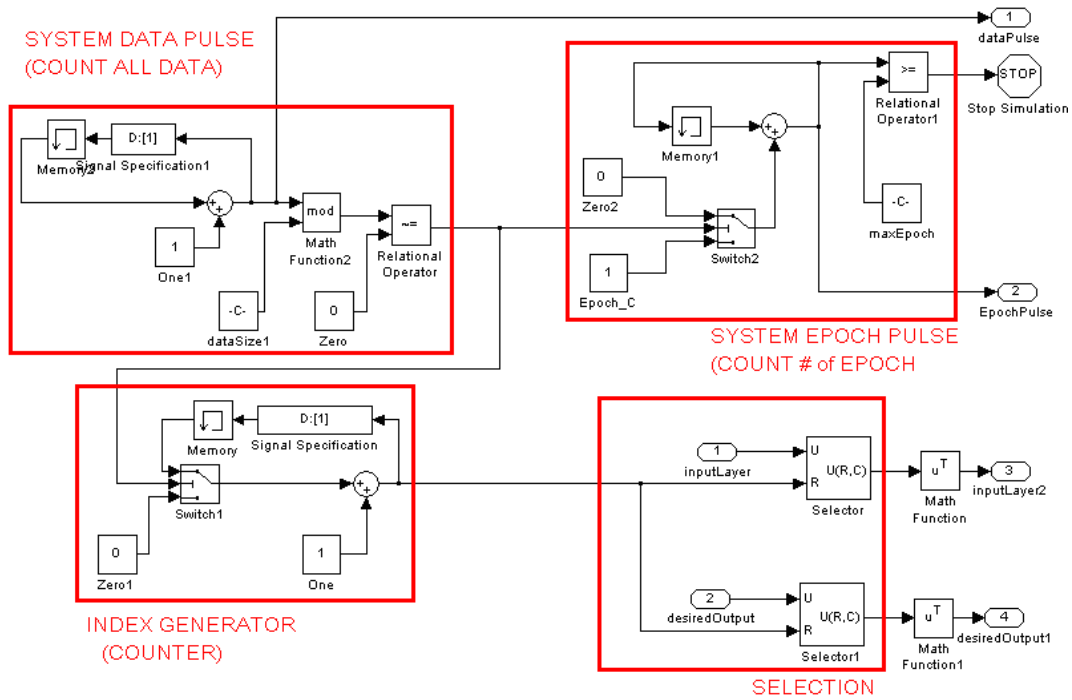 SYSTEM DATA PULSE
(COUNT ALL DATA)
1
dataPulse
D:[1]
Memory2
Signal Specification1
1
One1
mod
Math
Function2
~=
Relational
Operator
-C-
dataSize1
0
Zero
Memory1
0
Zero2
1
Epoch_C
Switch2
>=
Relational
Operator1
STOP
Stop Simulation
-C-
maxEpoch
2
EpochPulse
SYSTEM EPOCH PULSE
(COUNT # of EPOCH
D:[1]
Memory
Signal Specification
Switch1
0
Zero1
1
One
INDEX GENERATOR
(COUNTER)
1
inputLayer
U
R
U(R,C)
Selector
uT
Math
Function
3
inputLayer2
2
desiredOutput
U
R
U(R,C)
Selector1
uT
Math
Function1
4
desiredOutput1
SELECTION